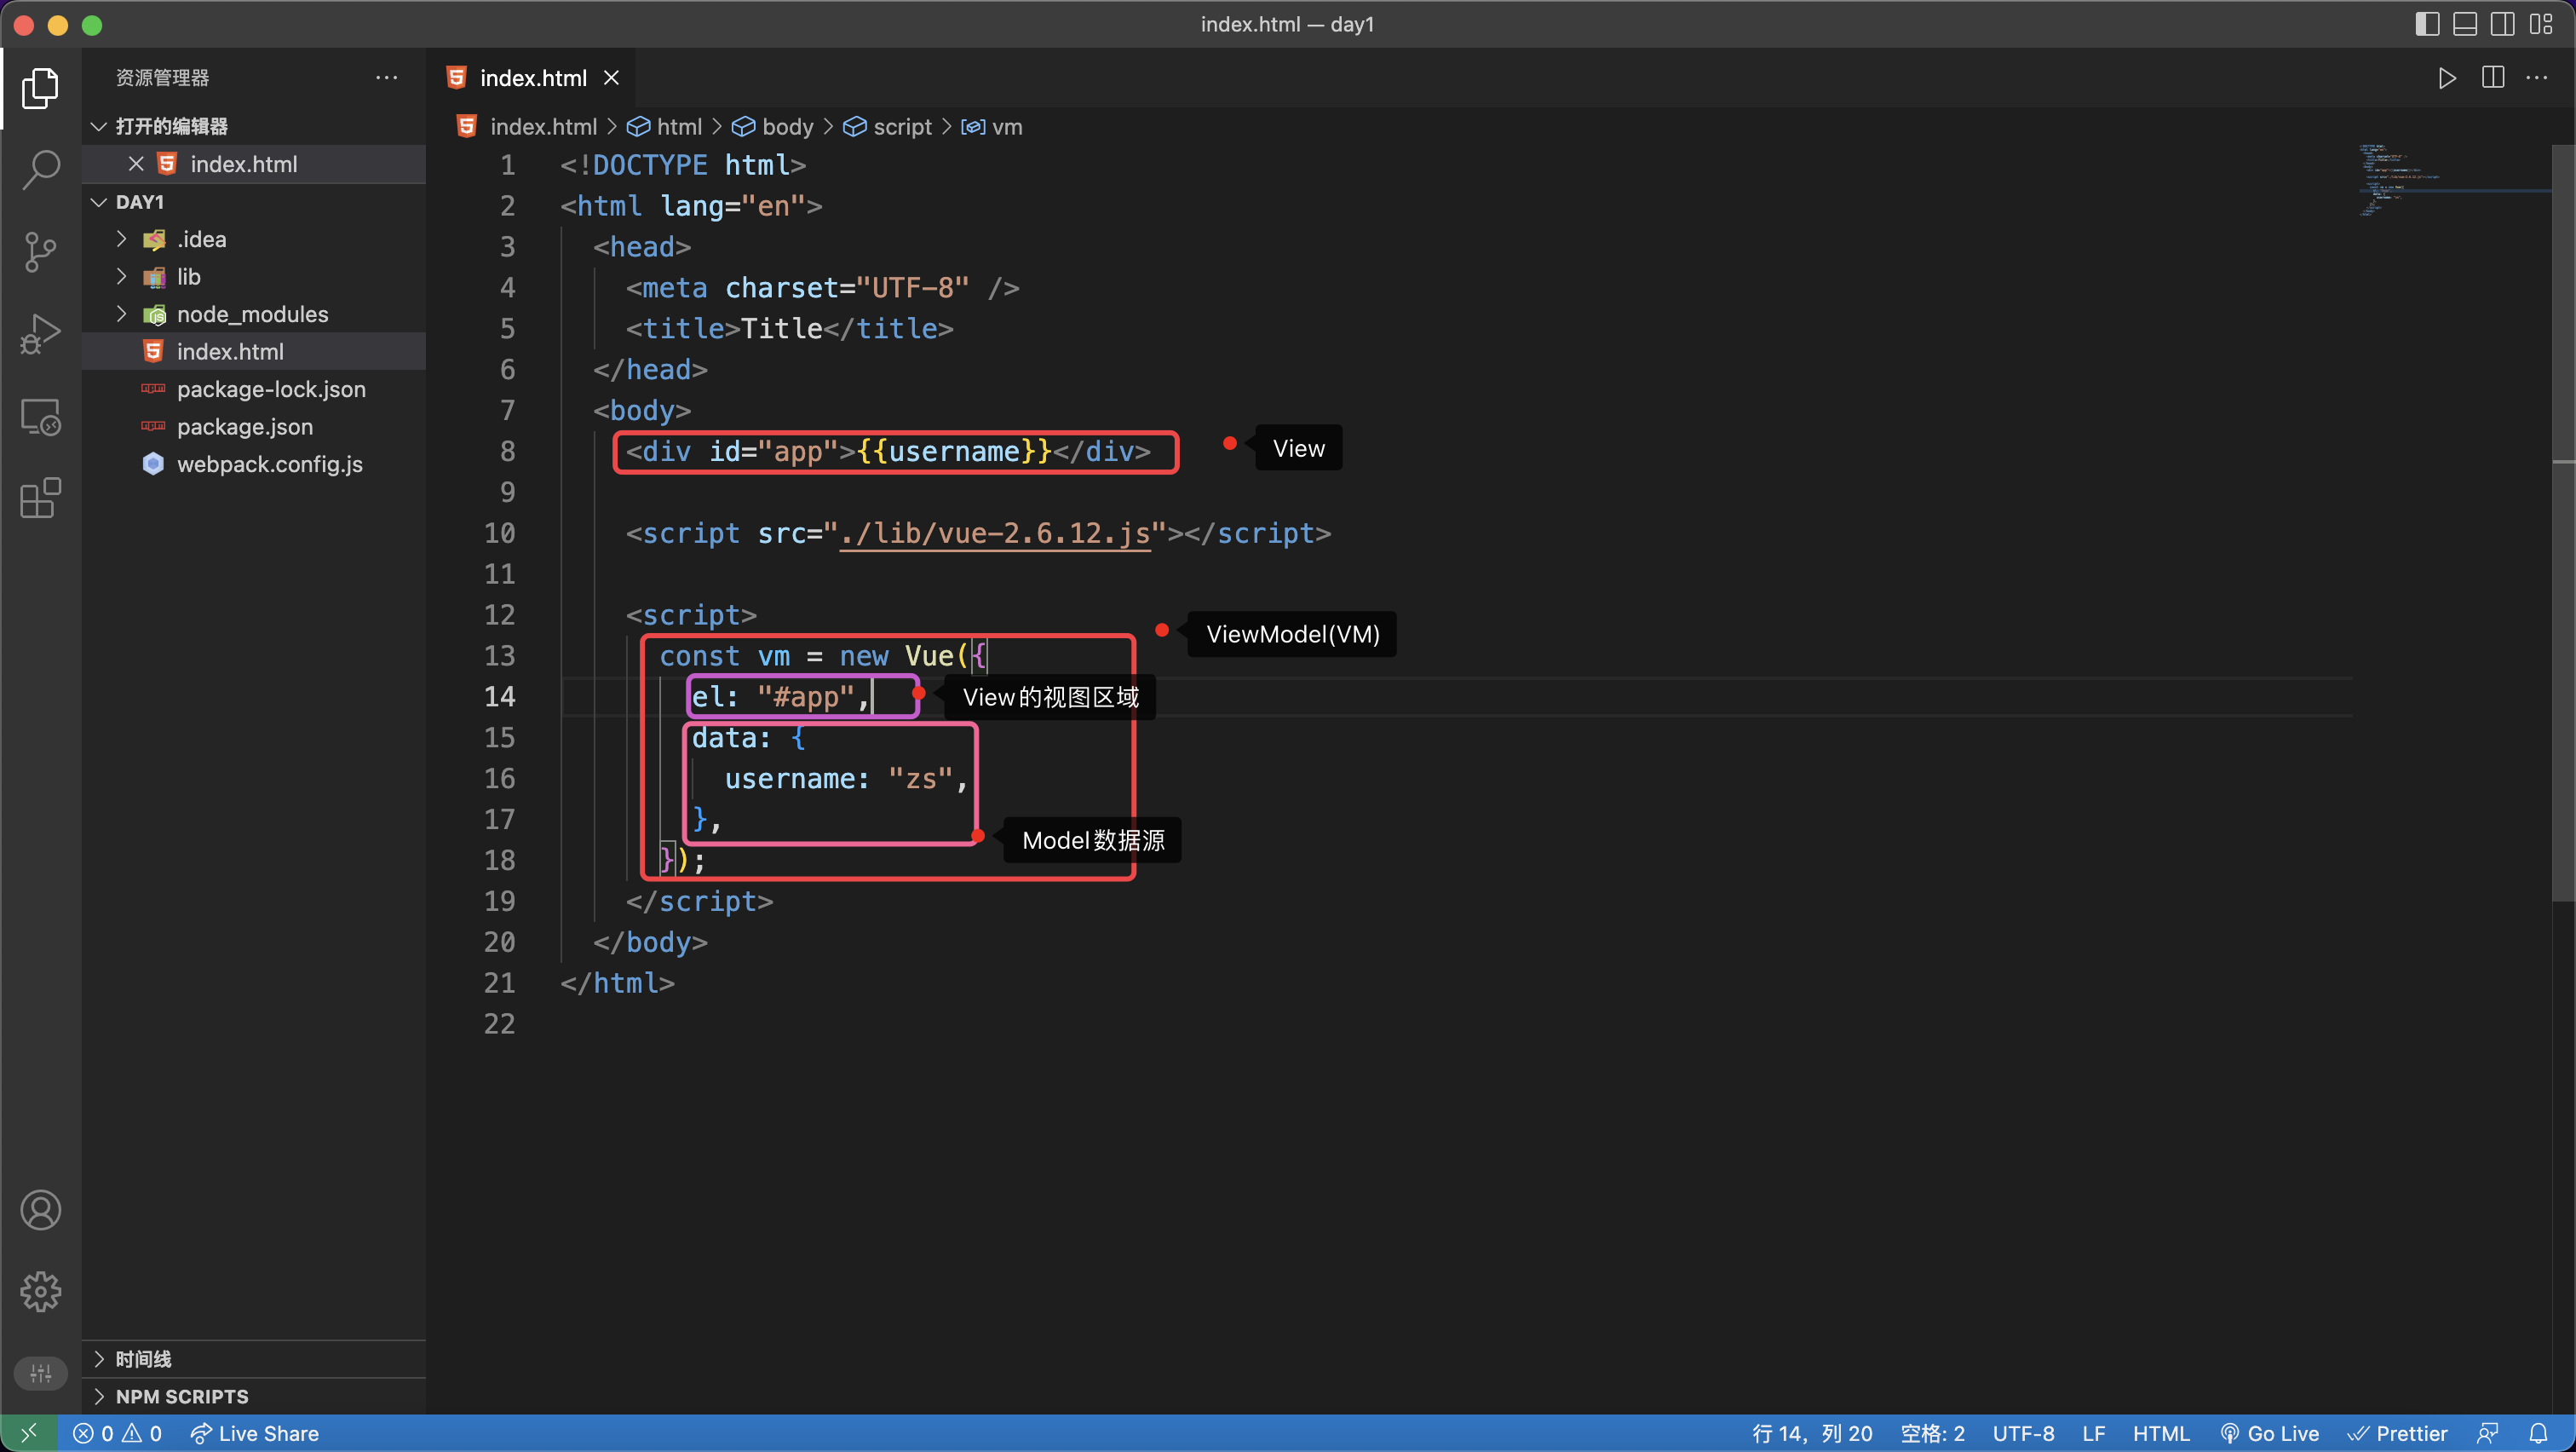 index.html — day1
资源管理器
index.html
打开的编辑器
index.html
DAY1
.idea
lib
node_modules
index.html
package-lock.json
package.json
webpack.config.js
时间线
NPM SCRIPTS
index.html > html > body > script > vm
1 <!DOCTYPE html>
2 <html lang="en">
3 <head>
4 <meta charset="UTF-8" />
5 <title>Title</title>
6 </head>
7 <body>
8 <div id="app">{{username}}</div>
View
9
10 <script src="./lib/vue-2.6.12.js"></script>
11
12 <script>
ViewModel(VM)
13 const vm = new Vue({
14 el: "#app",
View的视图区域
15 data: {
16 username: "zs",
17 },
Model数据源
18 });
19 </script>
20 </body>
21 </html>
22
0 0 Live Share
行 14，列 20 空格: 2 UTF-8 LF HTML Go Live Prettier